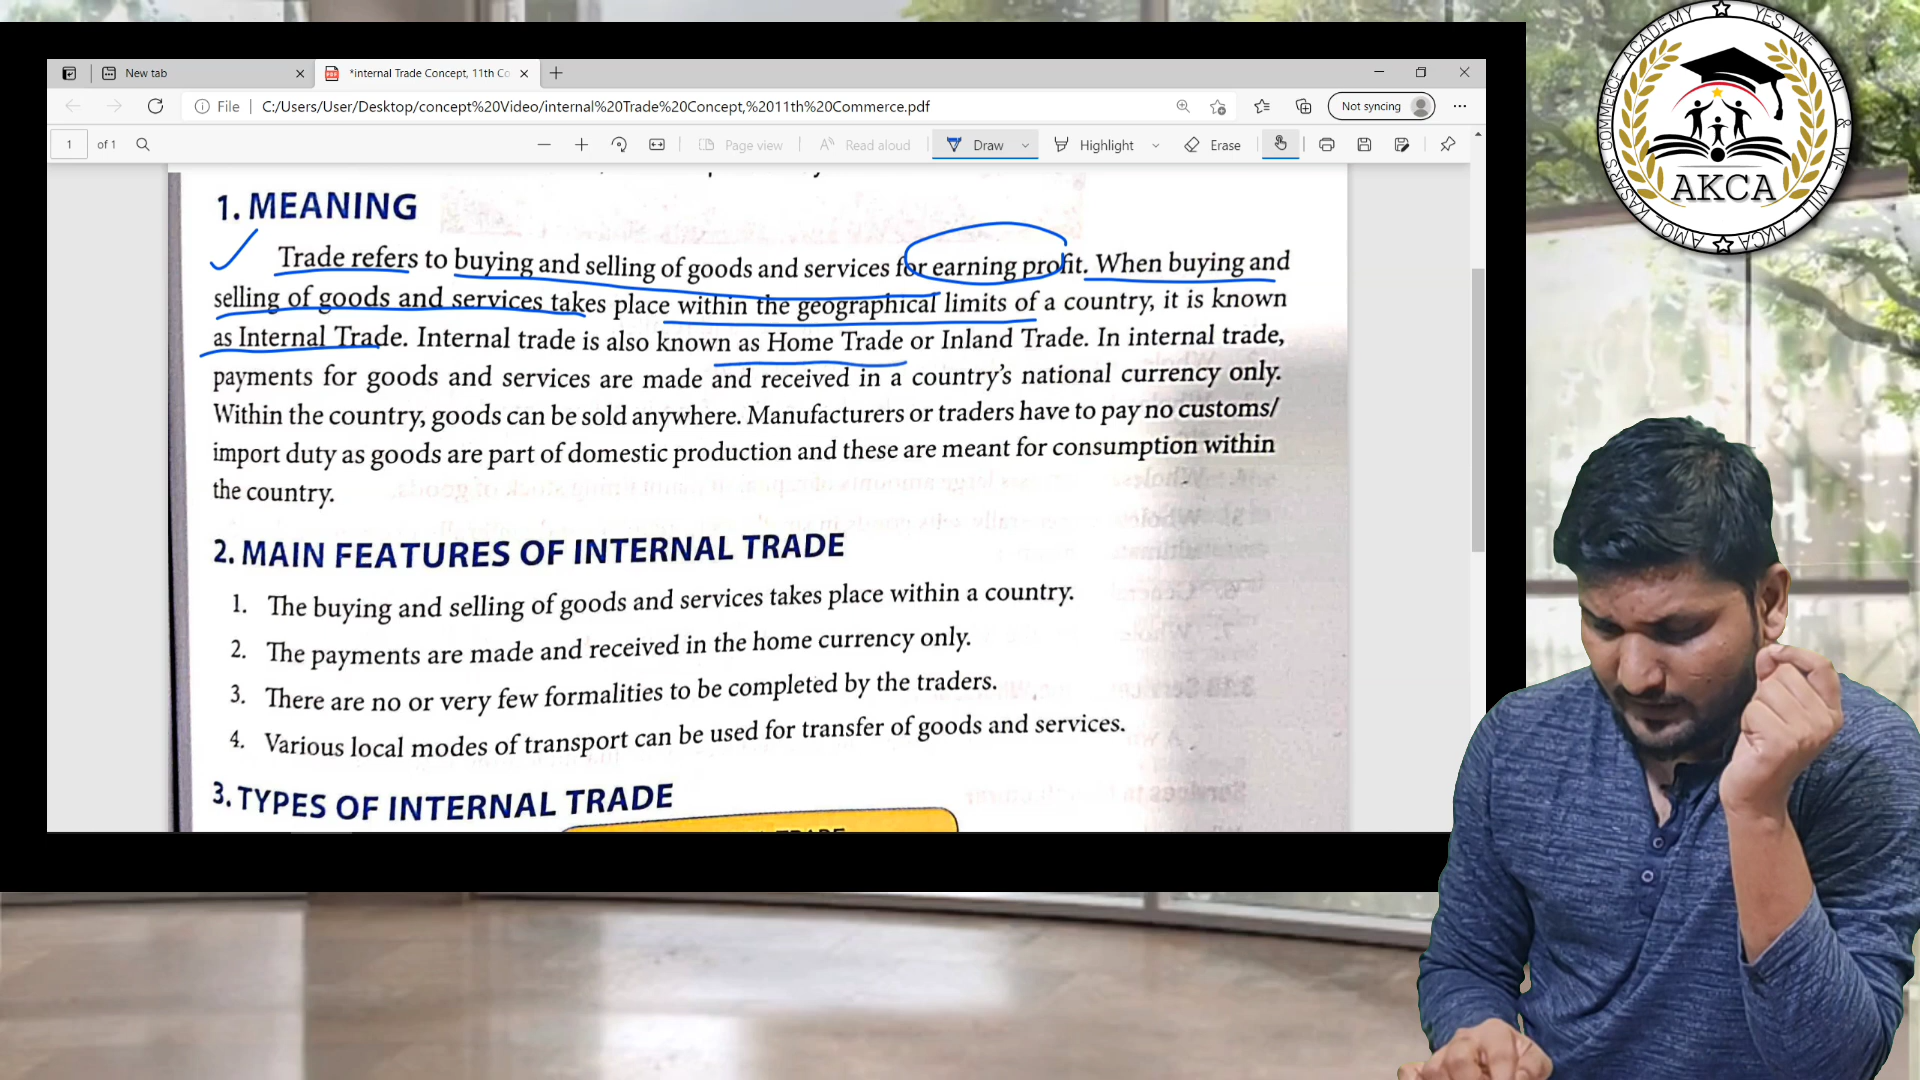 New tab
*internal Trade Concept, 11th Co
File C:/Users/User/Desktop/concept%20Video/internal%20Trade%20Concept,%2011th%20Commerce.pdf
Not syncing
1 of 1 Page view Read aloud Draw Highlight Erase
1. MEANING
Trade refers to buying and selling of goods and services for earning profit. When buying and
selling of goods and services takes place within the geographical limits of a country, it is known
as Internal Trade. Internal trade is also known as Home Trade or Inland Trade. In internal trade,
payments for goods and services are made and received in a country's national currency only.
Within the country, goods can be sold anywhere. Manufacturers or traders have to pay no customs/
import duty as goods are part of domestic production and these are meant for consumption within
the country.
2. MAIN FEATURES OF INTERNAL TRADE
1. The buying and selling of goods and services takes place within a country.
2. The payments are made and received in the home currency only.
3. There are no or very few formalities to be completed by the traders.
4. Various local modes of transport can be used for transfer of goods and services.
3. TYPES OF INTERNAL TRADE
AMOL KASAR'S COMMERCE ACADEMY
YES WE CAN & WE WILL
AKCA
AKCA